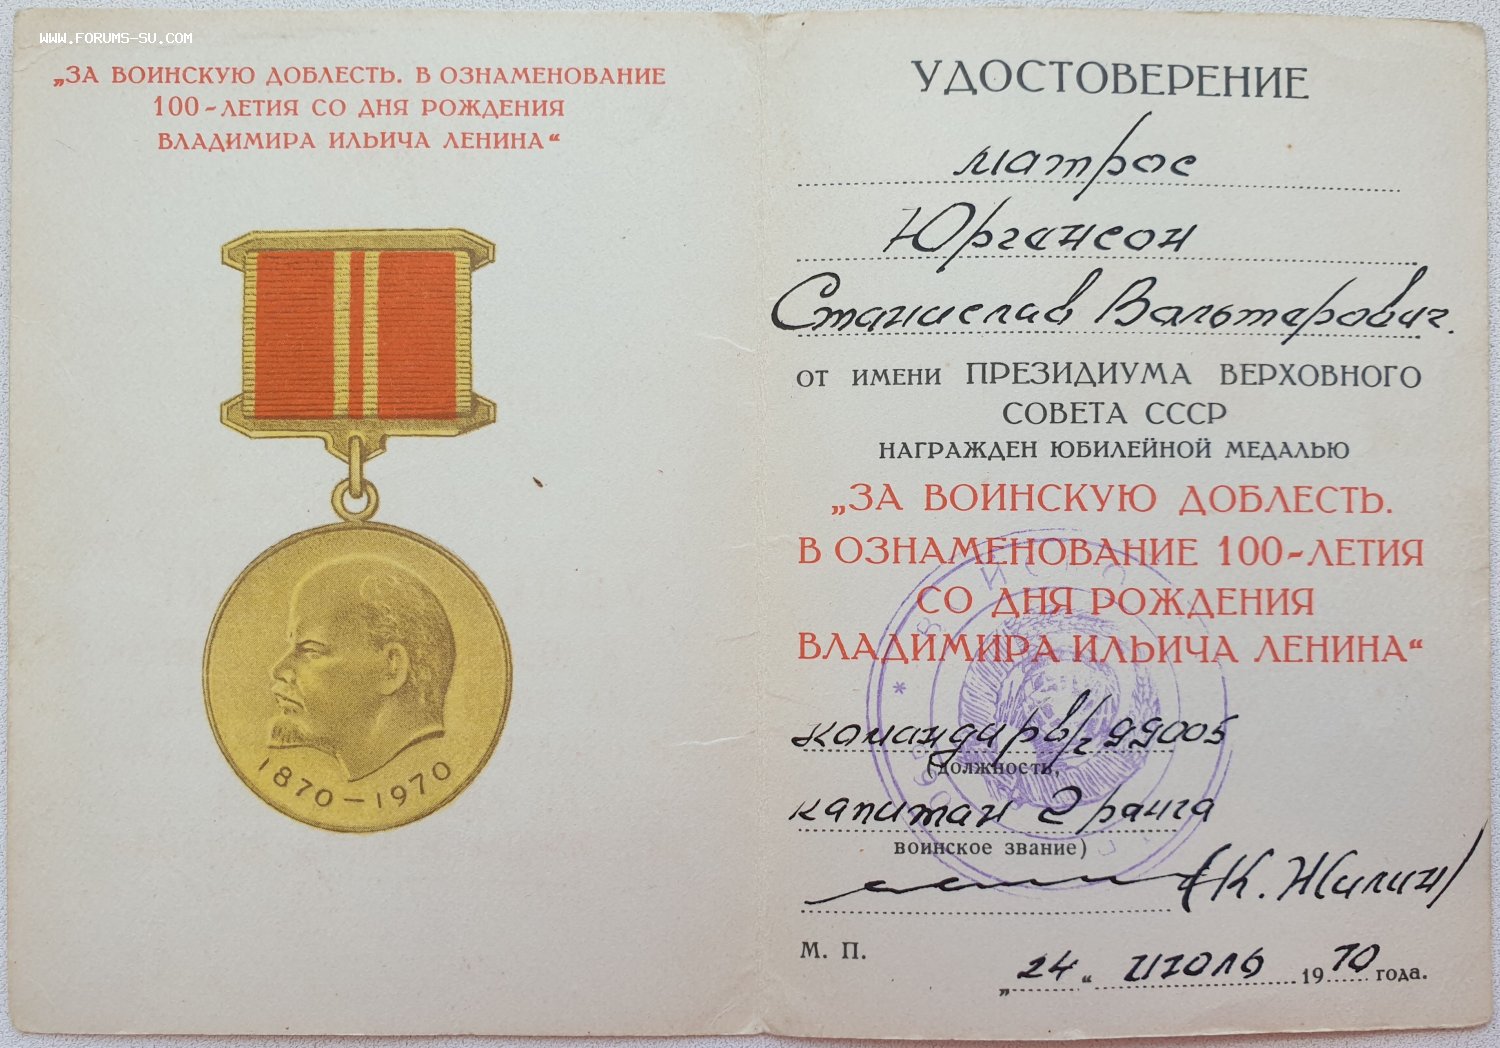 WWW.FORUMS-SU.COM
„ЗА ВОИНСКУЮ ДОБЛЕСТЬ. В ОЗНАМЕНОВАНИЕ
100-ЛЕТИЯ СО ДНЯ РОЖДЕНИЯ
ВЛАДИМИРА ИЛЬИЧА ЛЕНИНА“
1870-1970
УДОСТОВЕРЕНИЕ
матрос
Юргансон
Станислав Вальтерович.
ОТ ИМЕНИ ПРЕЗИДИУМА ВЕРХОВНОГО
СОВЕТА СССР
НАГРАЖДЕН ЮБИЛЕЙНОЙ МЕДАЛЬЮ
„ЗА ВОИНСКУЮ ДОБЛЕСТЬ.
В ОЗНАМЕНОВАНИЕ 100-ЛЕТИЯ
СО ДНЯ РОЖДЕНИЯ
ВЛАДИМИРА ИЛЬИЧА ЛЕНИНА“
командир в/г 99005
(должность,
капитан 2 ранга
воинское звание)
(К. Жилин)
М. П.
„24“ июль 1970 года.